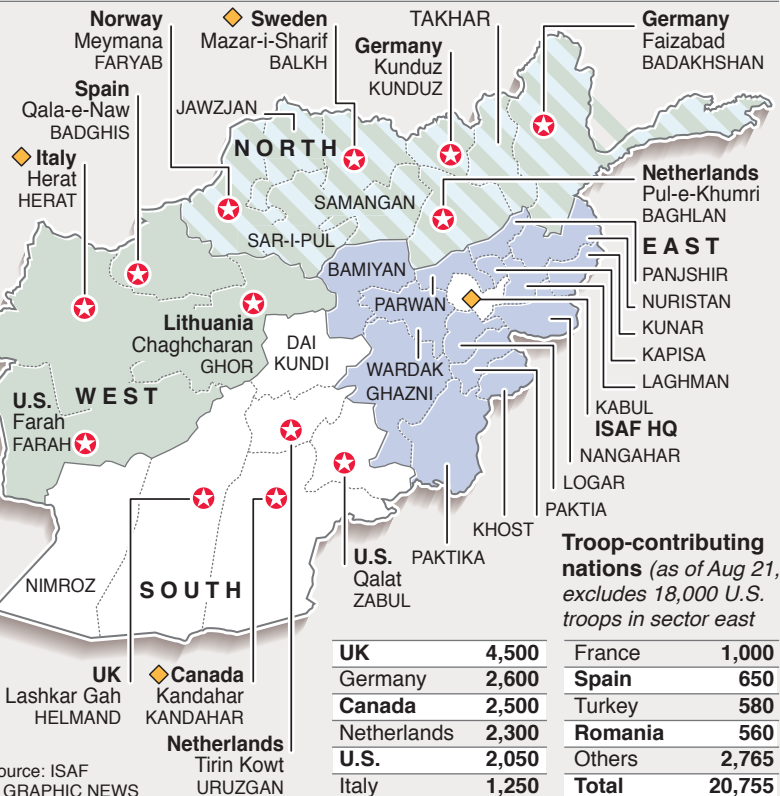 Norway
Meymana
FARYAB
Sweden
Mazar-i-Sharif
BALKH
TAKHAR
Germany
Kunduz
KUNDUZ
Germany
Faizabad
BADAKHSHAN
Spain
Qala-e-Naw
BADGHIS
JAWZJAN
NORTH
Italy
Herat
HERAT
SAMANGAN
SAR-I-PUL
Netherlands
Pul-e-Khumri
BAGHLAN
EAST
BAMIYAN
PARWAN
PANJSHIR
NURISTAN
KUNAR
KAPISA
LAGHMAN
KABUL
ISAF HQ
NANGAHAR
LOGAR
PAKTIA
KHOST
PAKTIKA
Lithuania
Chaghcharan
GHOR
DAI
KUNDI
WARDAK
GHAZNI
WEST
U.S.
Farah
FARAH
NIMROZ
SOUTH
U.S.
Qalat
ZABUL
UK
Lashkar Gah
HELMAND
Canada
Kandahar
KANDAHAR
Netherlands
Tirin Kowt
URUZGAN
Troop-contributing
nations (as of Aug 21,
excludes 18,000 U.S.
troops in sector east
UK 4,500
Germany 2,600
Canada 2,500
Netherlands 2,300
U.S. 2,050
Italy 1,250
France 1,000
Spain 650
Turkey 580
Romania 560
Others 2,765
Total 20,755
ource: ISAF
GRAPHIC NEWS